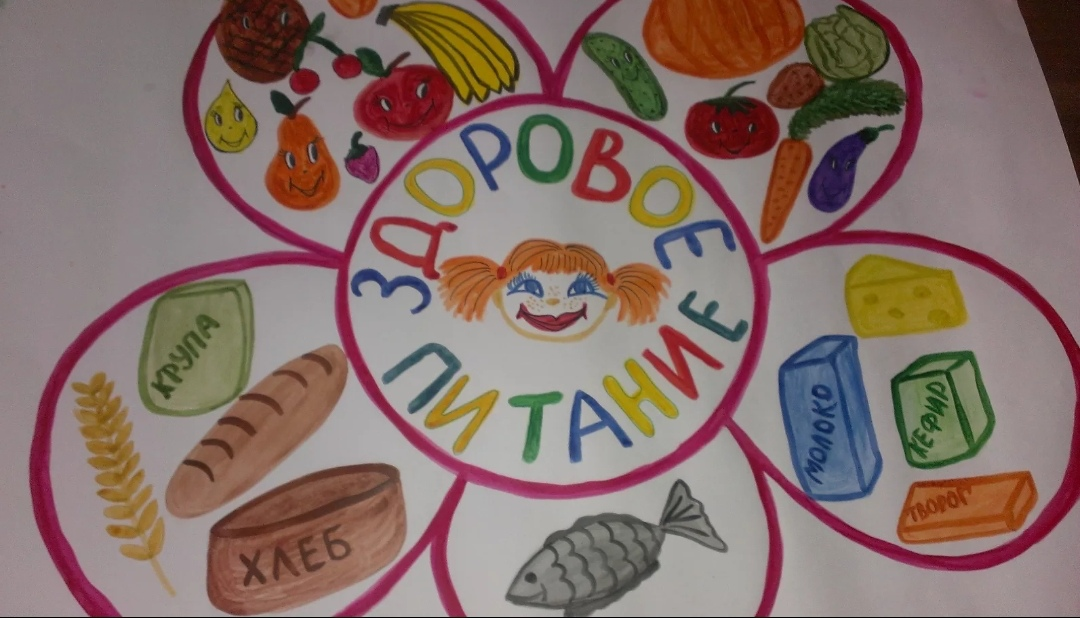 ЗДОРОВОЕ
ПИТАНИЕ
КРУПА
ХЛЕБ
МОЛОКО
КЕФИР
ТВОРОГ